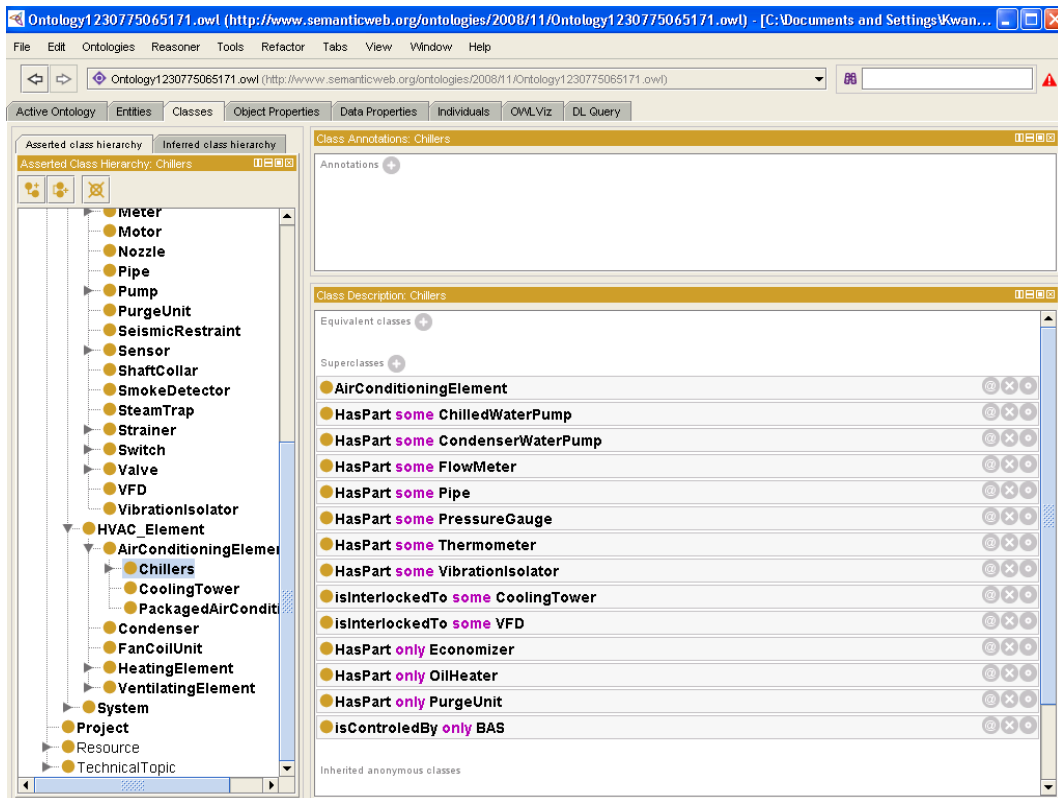 Ontology1230775065171.owl (http://www.semanticweb.org/ontologies/2008/11/Ontology1230775065171.owl) - [C:\Documents and Settings\Kwan...
File Edit Ontologies Reasoner Tools Refactor Tabs View Window Help
Ontology1230775065171.owl (http://www.semanticweb.org/ontologies/2008/11/Ontology1230775065171.owl)
Active Ontology Entities Classes Object Properties Data Properties Individuals OWLViz DL Query
Asserted class hierarchy Inferred class hierarchy
Asserted Class Hierarchy: Chillers
Meter
Motor
Nozzle
Pipe
Pump
PurgeUnit
SeismicRestraint
Sensor
ShaftCollar
SmokeDetector
SteamTrap
Strainer
Switch
Valve
VFD
VibrationIsolator
HVAC_Element
AirConditioningElemen
Chillers
CoolingTower
PackagedAirConditi
Condenser
FanCoilUnit
HeatingElement
VentilatingElement
System
Project
Resource
TechnicalTopic
Class Annotations: Chillers
Annotations
Class Description: Chillers
Equivalent classes
Superclasses
AirConditioningElement
HasPart some ChilledWaterPump
HasPart some CondenserWaterPump
HasPart some FlowMeter
HasPart some Pipe
HasPart some PressureGauge
HasPart some Thermometer
HasPart some VibrationIsolator
isInterlockedTo some CoolingTower
isInterlockedTo some VFD
HasPart only Economizer
HasPart only OilHeater
HasPart only PurgeUnit
isControledBy only BAS
Inherited anonymous classes